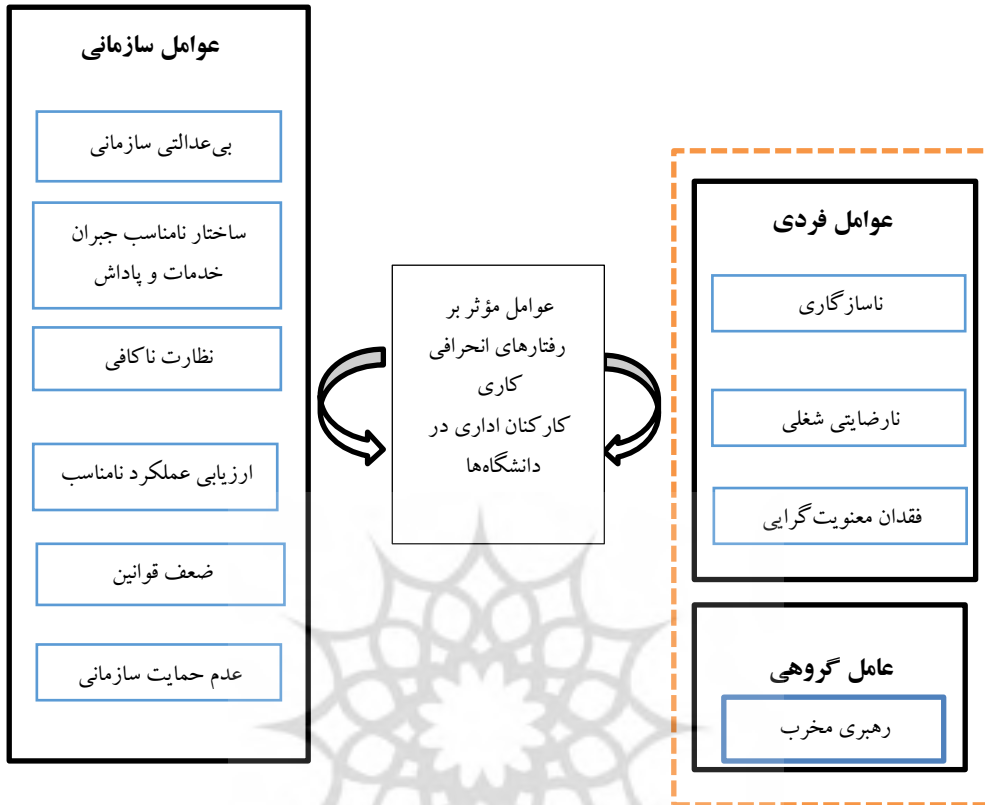 عوامل فردی
ناسازگاری
نارضایتی شغلی
فقدان معنویت‌گرایی
عامل گروهی
رهبری مخرب
عوامل مؤثر بر
رفتارهای انحرافی
کاری
کارکنان اداری در
دانشگاه‌ها
عوامل سازمانی
بی‌عدالتی سازمانی
ساختار نامناسب جبران
خدمات و پاداش
نظارت ناکافی
ارزیابی عملکرد نامناسب
ضعف قوانین
عدم حمایت سازمانی